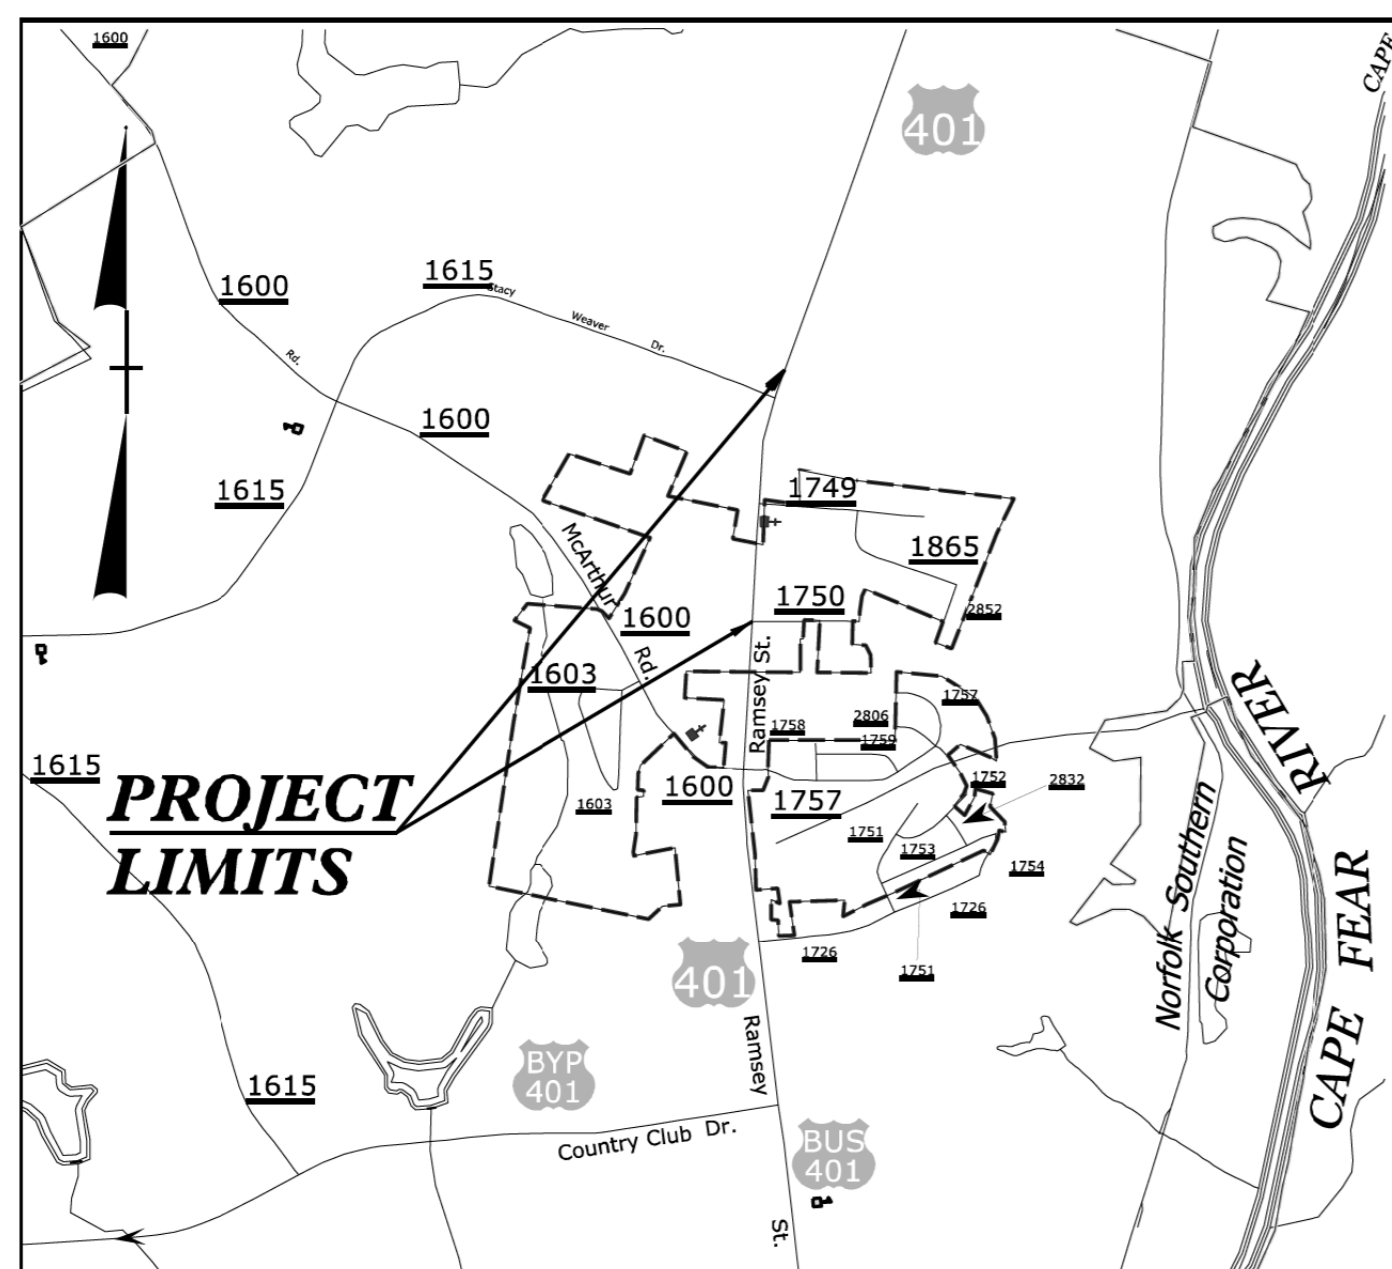 1600
CAPE
401
1615
Stacy
1600
Weaver
Dr.
Rd.
1600
1615
1749
McArthur
1865
1750
2852
1600
Rd.
Ramsey St.
1603
1757
2806
1758
1759
RIVER
1615
PROJECT
LIMITS
1600
1757
1752
2832
1603
1751
1753
1754
Norfolk Southern
Corporation
1726
1726
1751
401
CAPE FEAR
Ramsey
BYP
401
1615
Country Club Dr.
BUS
401
St.